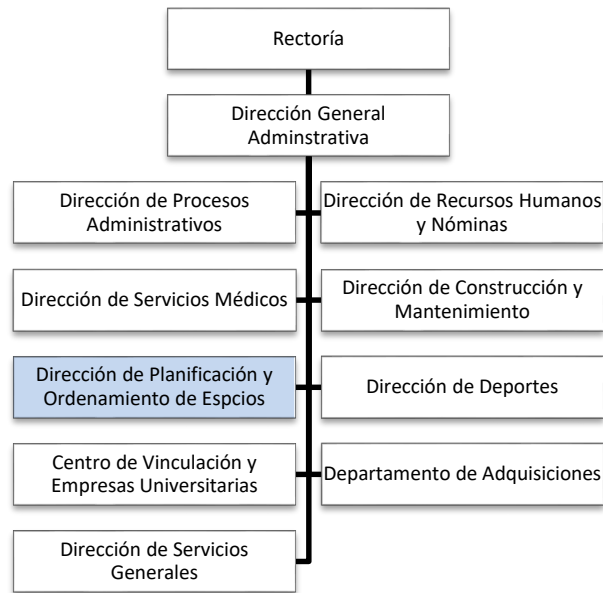 Rectoría
Dirección General
Adminstrativa
Dirección de Procesos
Administrativos
Dirección de Recursos Humanos
y Nóminas
Dirección de Servicios Médicos
Dirección de Construcción y
Mantenimiento
Dirección de Planificación y
Ordenamiento de Espcios
Dirección de Deportes
Centro de Vinculación y
Empresas Universitarias
Departamento de Adquisiciones
Dirección de Servicios
Generales